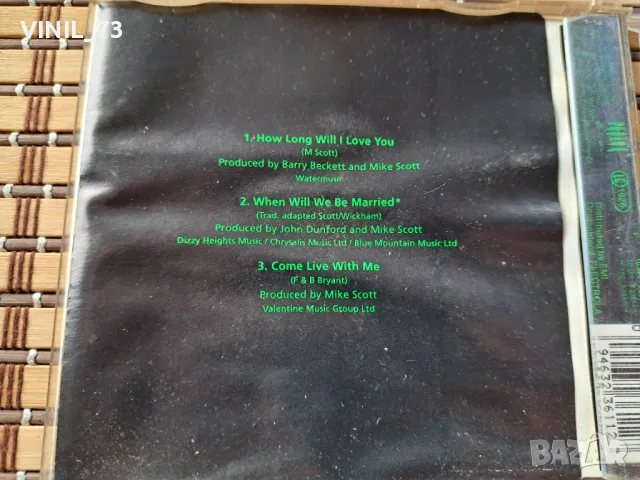 VINIL_73
1. How Long Will I Love You
(M Scott)
Produced by Barry Beckett and Mike Scott
Watermusic
2. When Will We Be Married*
(Trad. adapted Scott/Wickham)
Produced by John Dunford and Mike Scott
Dizzy Heights Music / Chrysalis Music Ltd / Blue Mountain Music Ltd
3. Come Live With Me
(F & B Bryant)
Produced by Mike Scott
Valentine Music Group Ltd
Distributed by EMI
0
94632 36112
BAZAR